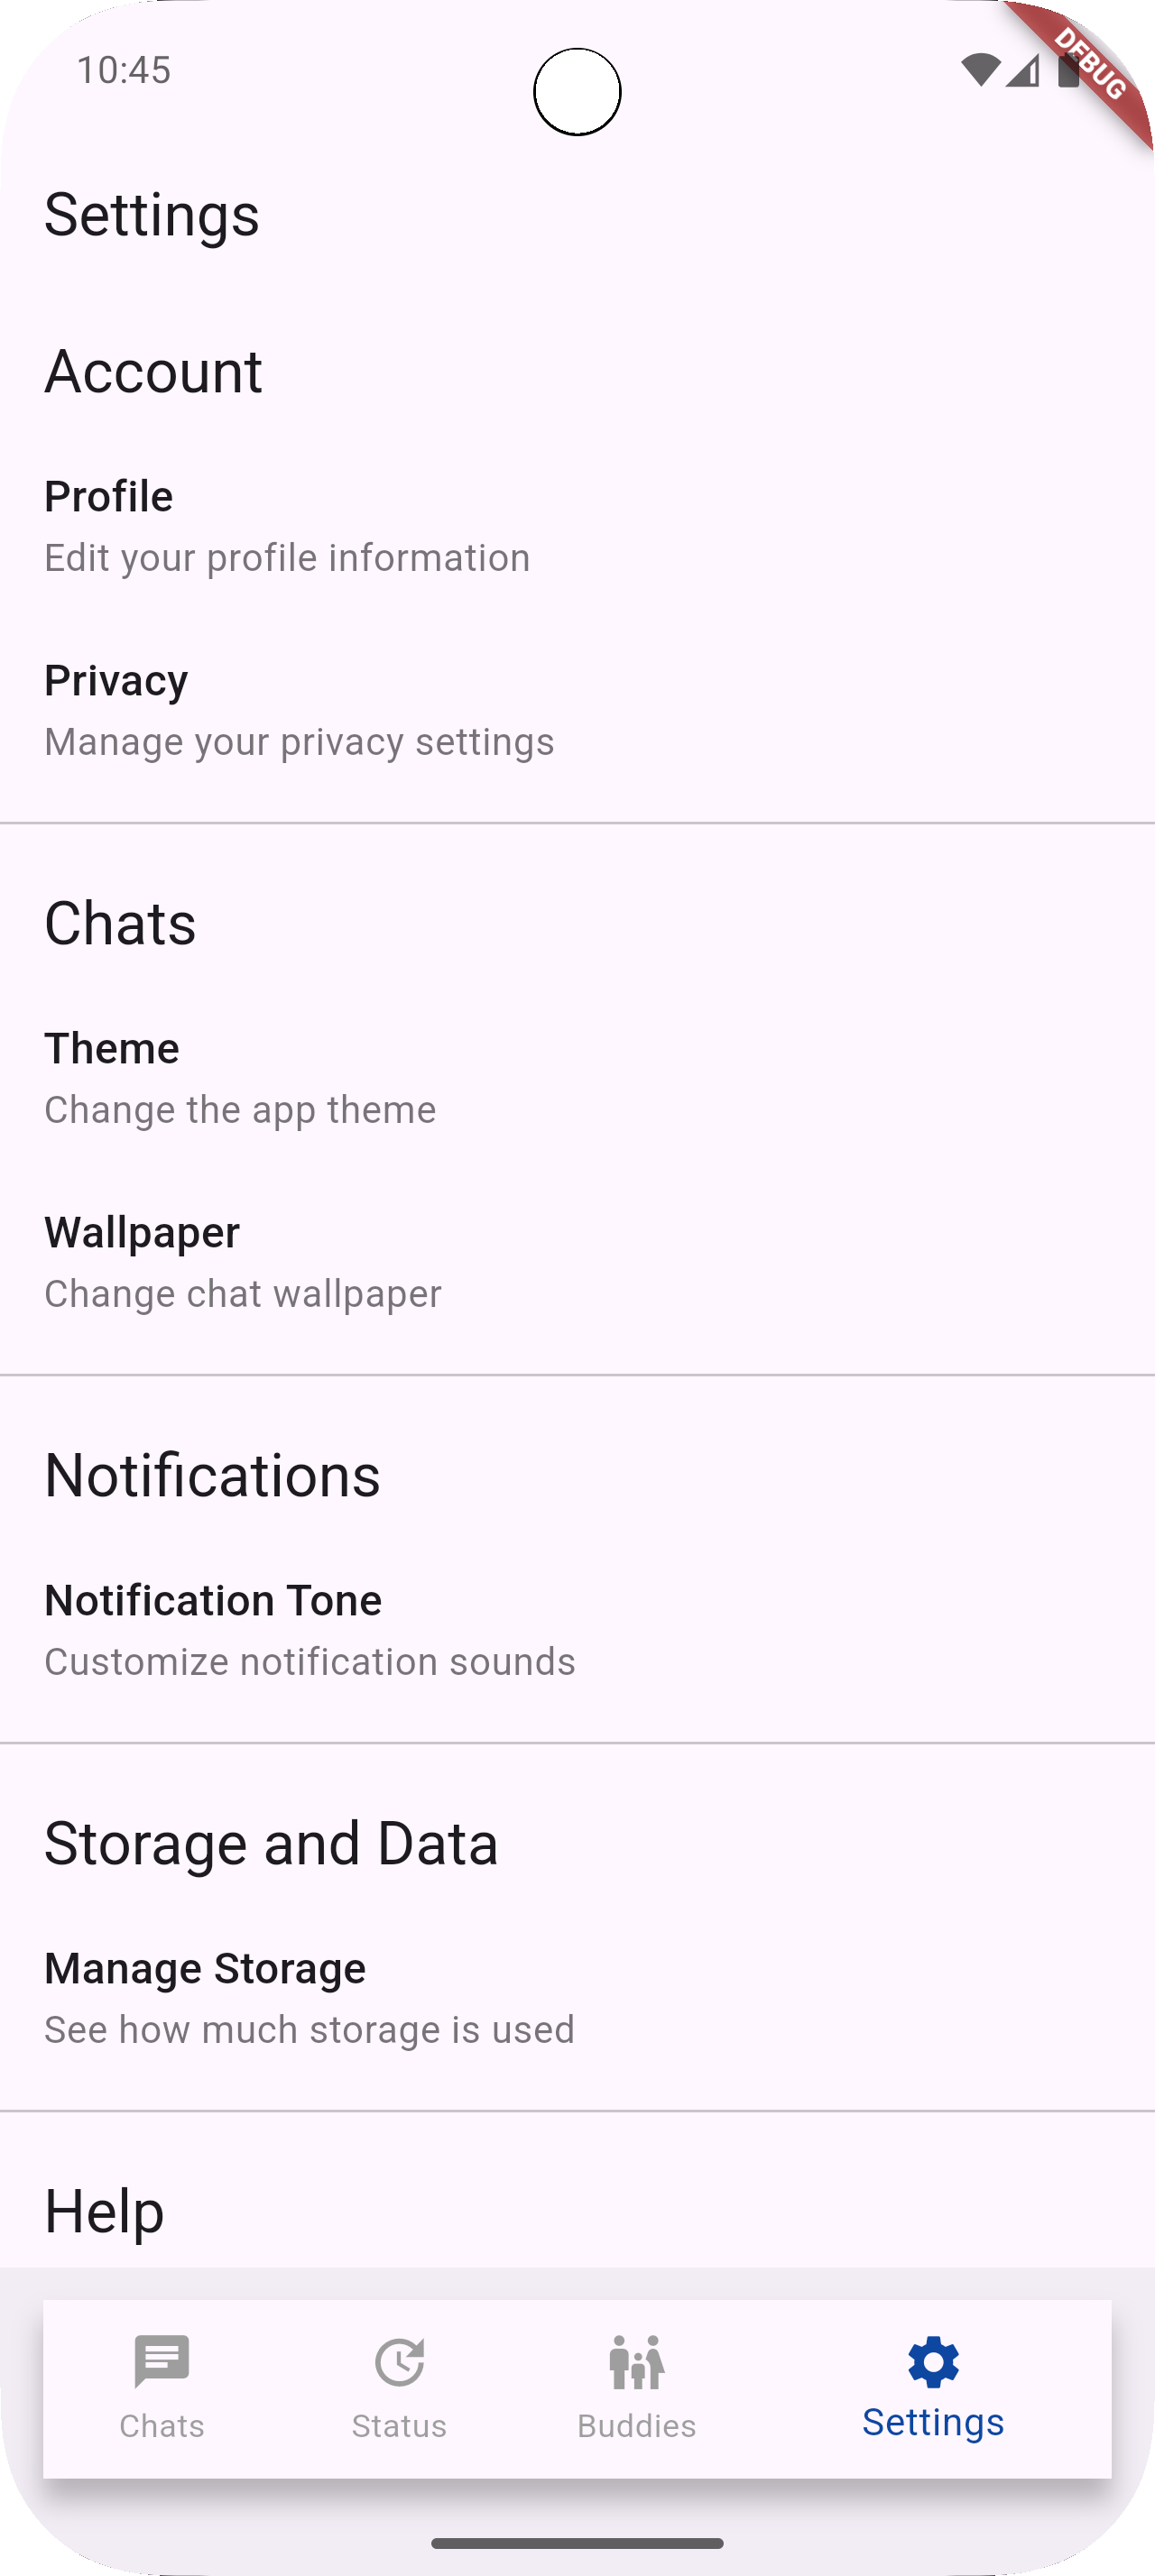 10:45
DEBUG
Settings
Account
Profile
Edit your profile information
Privacy
Manage your privacy settings
Chats
Theme
Change the app theme
Wallpaper
Change chat wallpaper
Notifications
Notification Tone
Customize notification sounds
Storage and Data
Manage Storage
See how much storage is used
Help
Chats
Status
Buddies
Settings